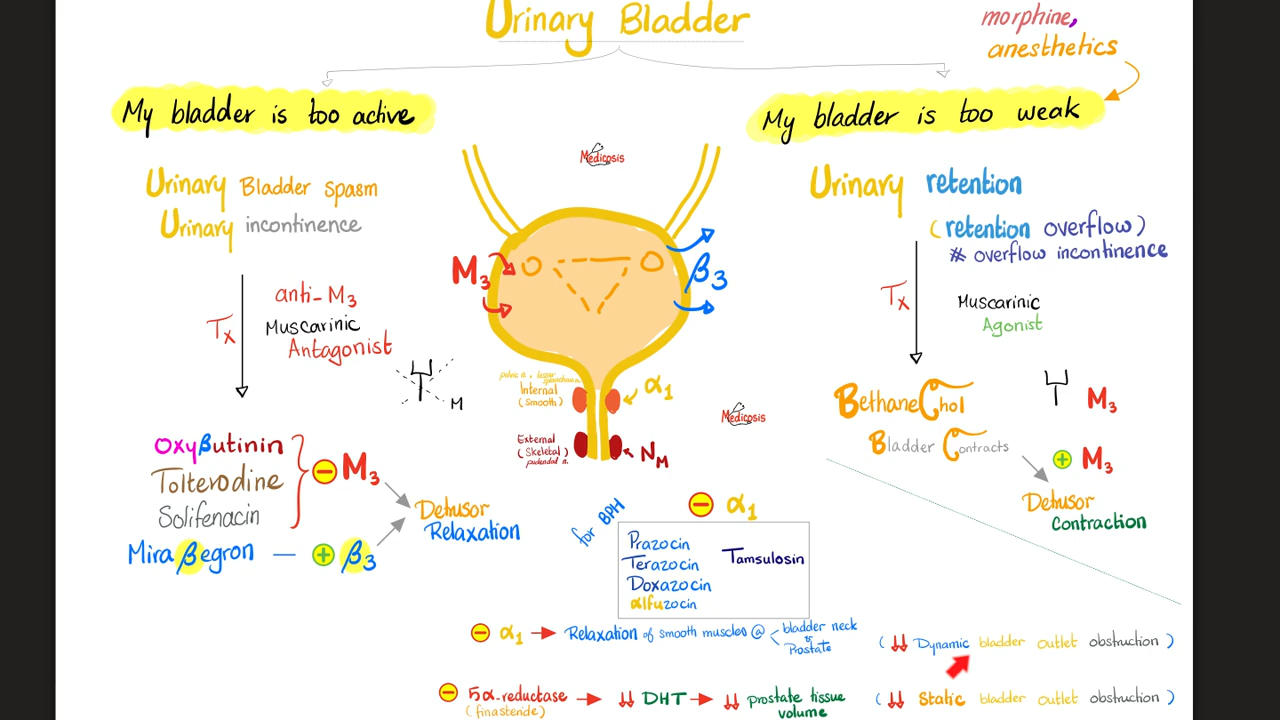 Urinary Bladder
morphine,
anesthetics
My bladder is too active
My bladder is too weak
Medicosis
Urinary Bladder spasm
Urinary incontinence
Tx
anti-M3
Muscarinic
Antagonist
M
Oxyβutinin
Tolterodine
Solifenacin
⊖ M3
Miraβegron — ⊕ β3
Detrusor
Relaxation
M3
β3
pelvic n. + lesser
splanchnic n.
Internal
(Smooth)
α1
External
(Skeletal)
pudendal n.
NM
Medicosis
Urinary retention
(retention overflow)
* overflow incontinence
Tx
Muscarinic
Agonist
BethaneChol
Bladder Contracts
M3
⊕ M3
Detrusor
Contraction
for BPH
⊖ α1
Prazocin
Terazocin
Doxazocin
αlfuzocin
Tamsulosin
⊖ α1 → Relaxation of smooth muscles @ < bladder neck & Prostate (↓↓ Dynamic bladder outlet obstruction)
⊖ 5α-reductase → ↓↓ DHT → ↓↓ prostate tissue volume (↓↓ Static bladder outlet obstruction)
(finasteride)